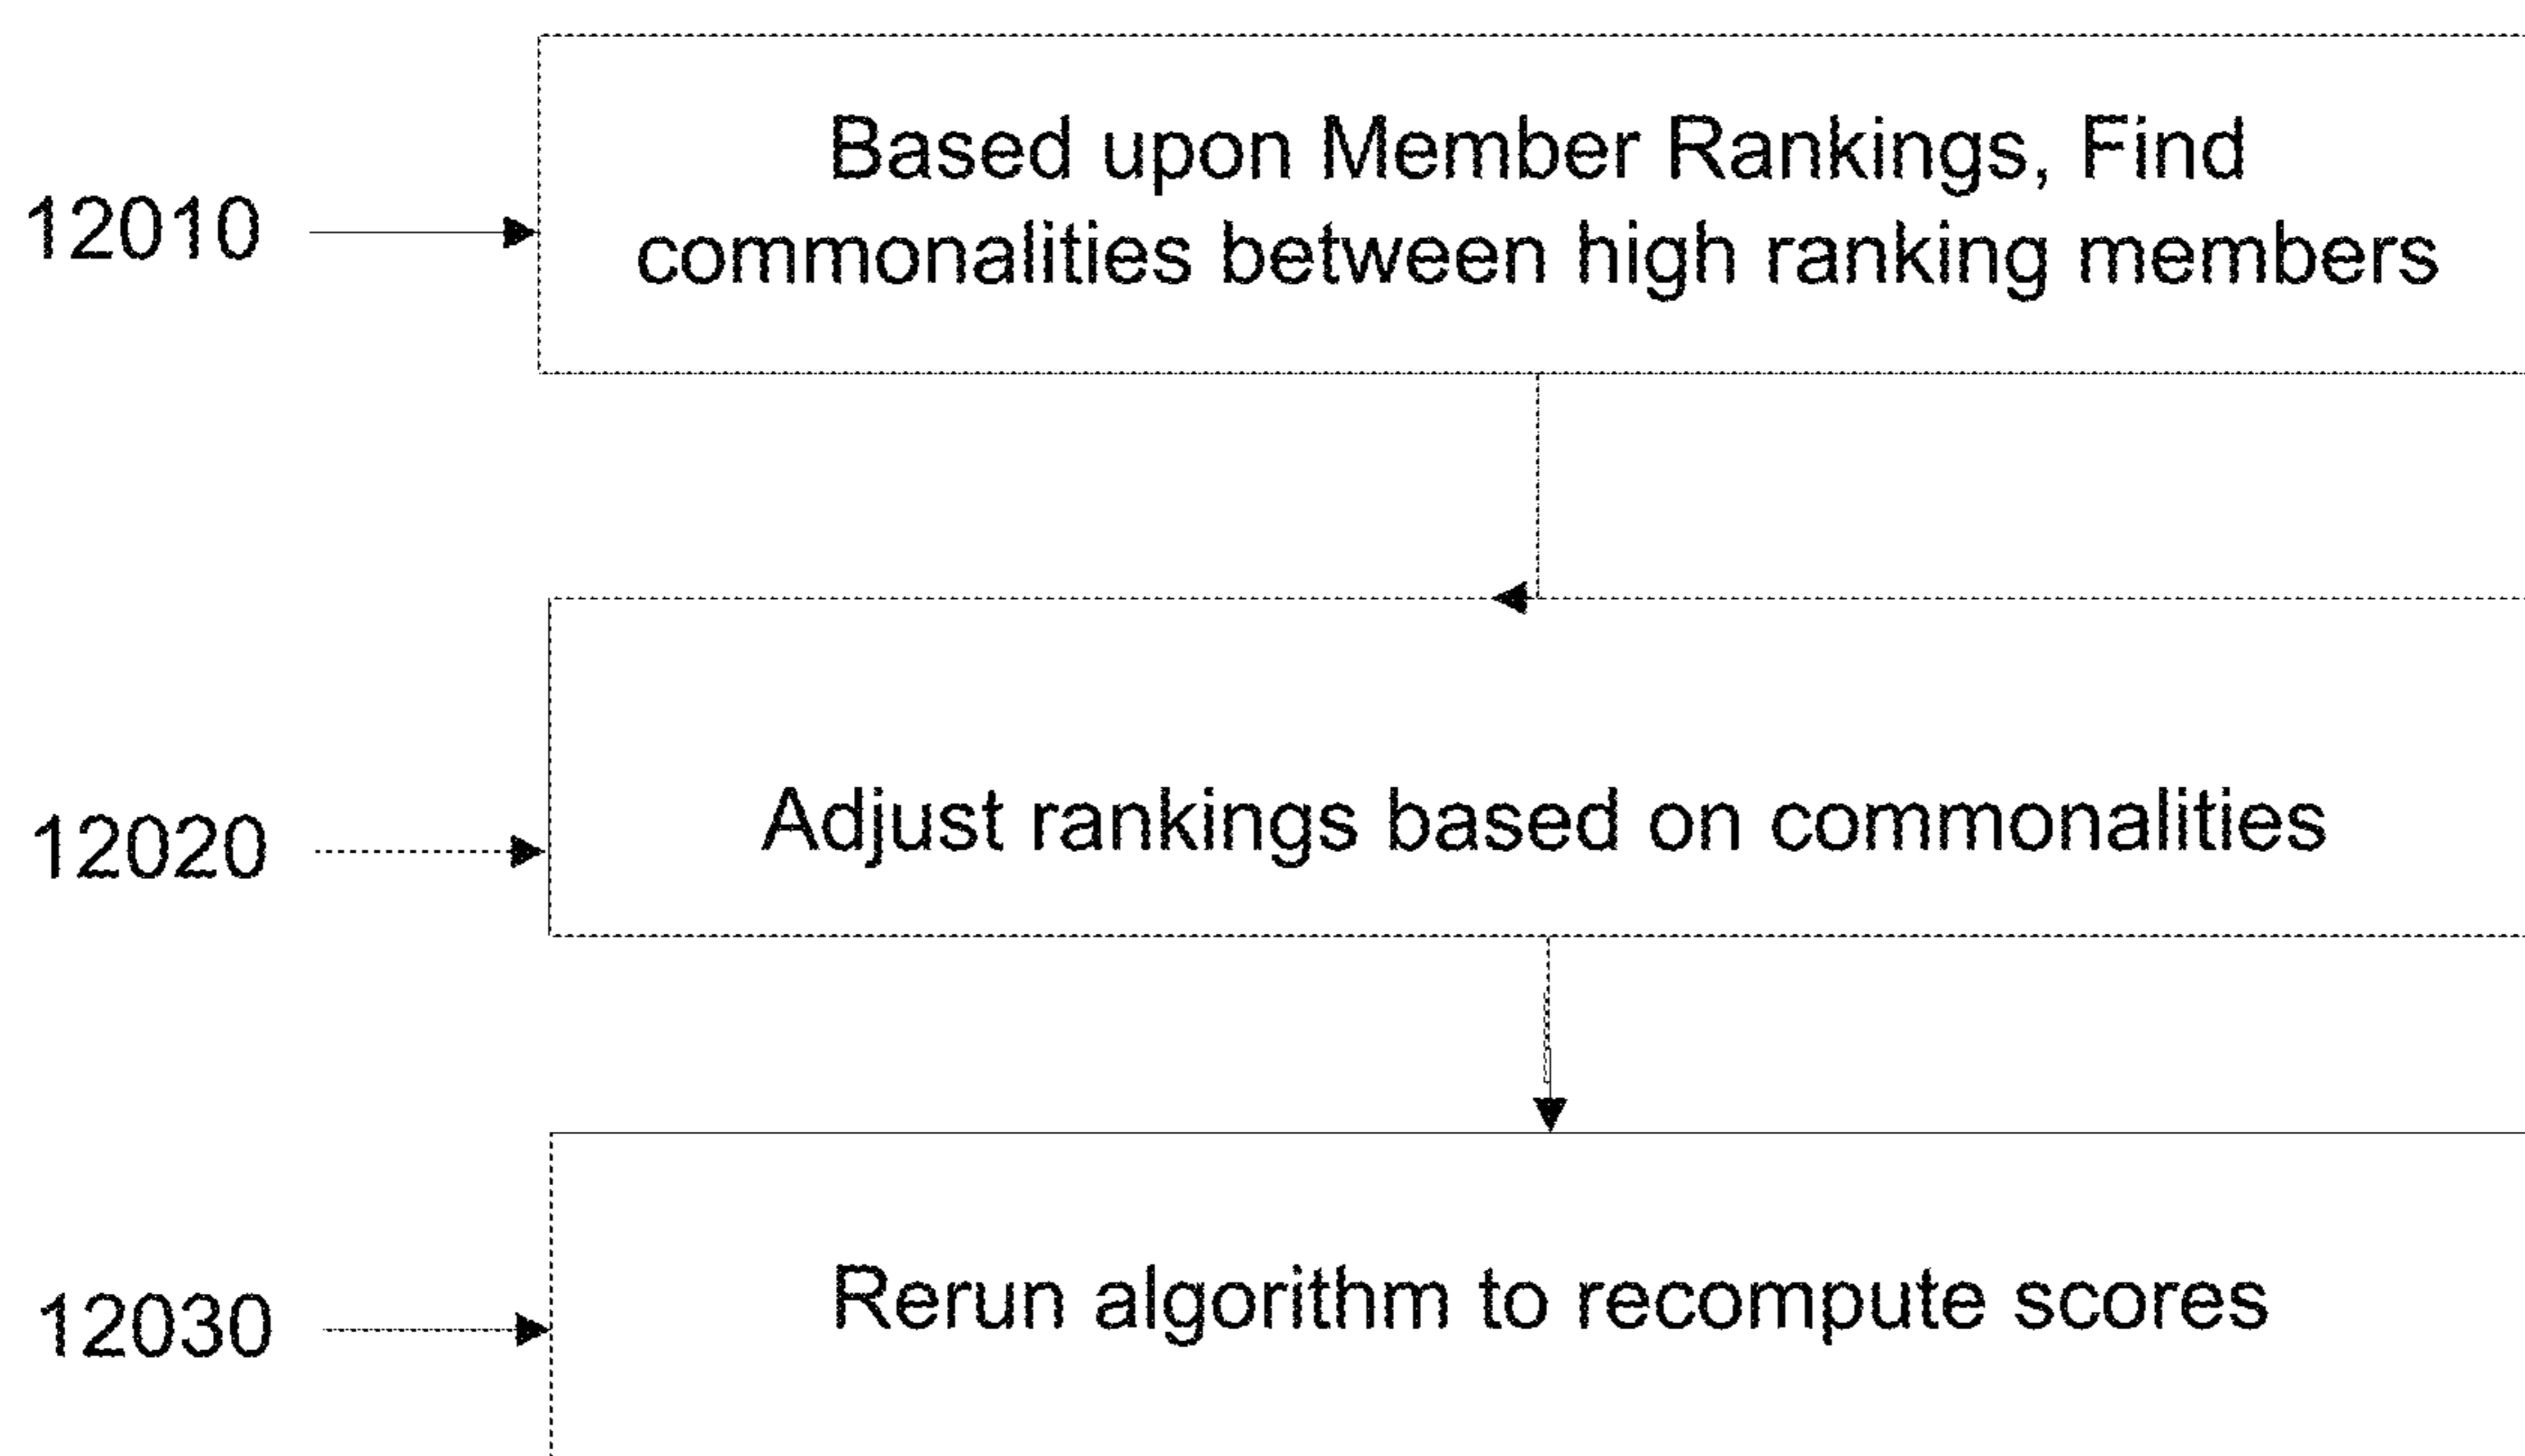 Based upon Member Rankings, Find
12010
commonalities between high ranking members
12020
Adjust rankings based on commonalities
12030
Rerun algorithm to recompute scores